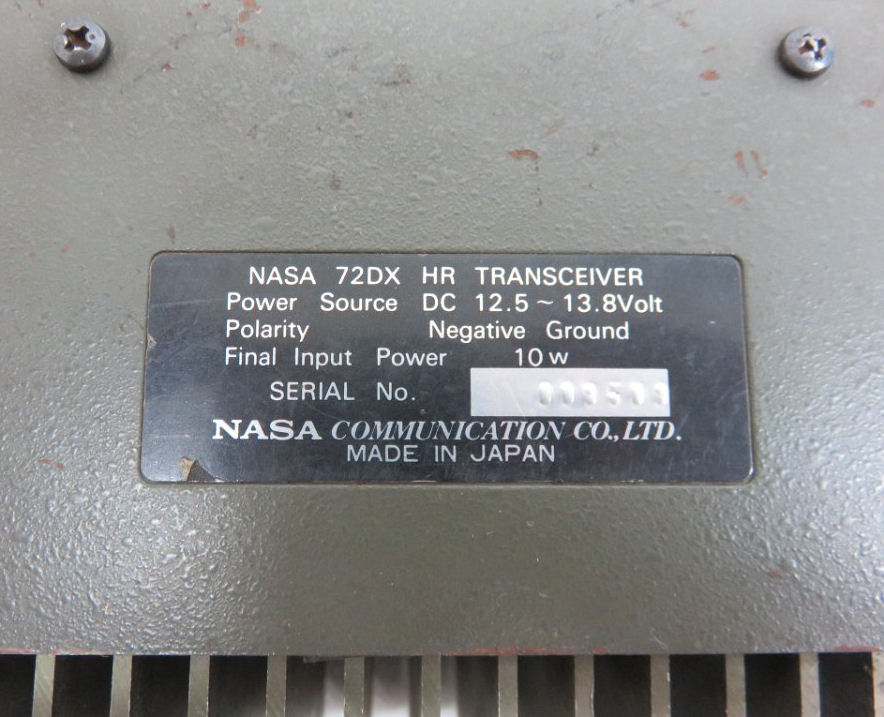 NASA 72DX HR TRANSCEIVER
Power Source DC 12.5 ~ 13.8Volt
Polarity Negative Ground
Final Input Power 10w
SERIAL No.
NASA COMMUNICATION CO., LTD.
MADE IN JAPAN